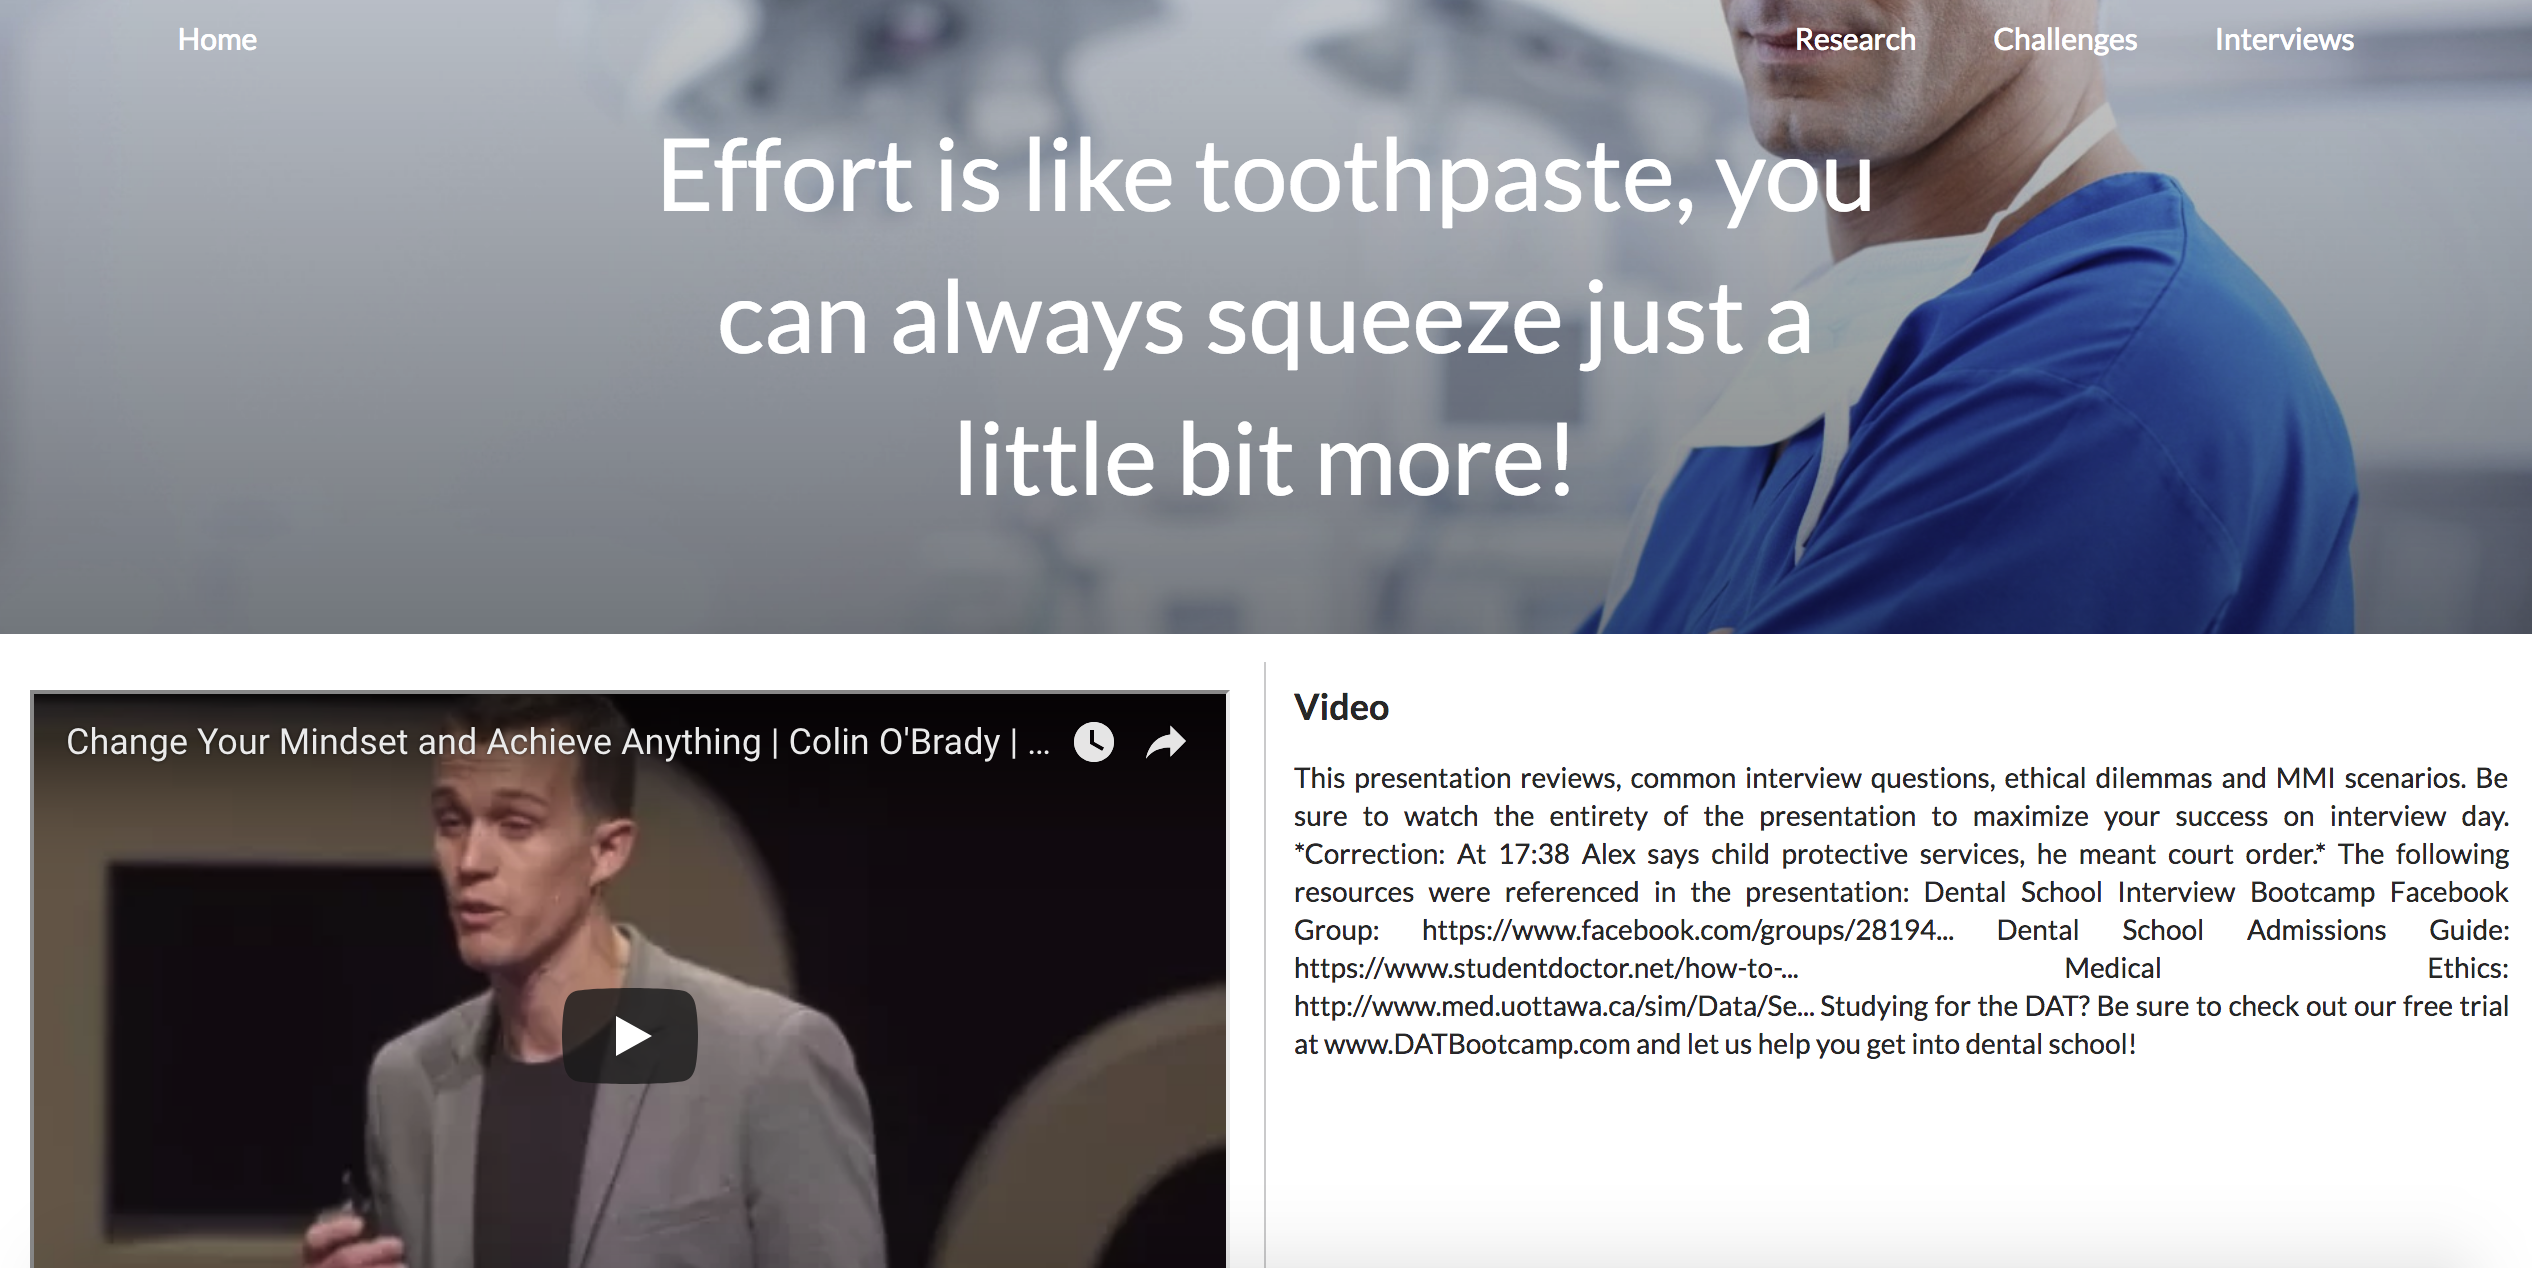 Home
Research
Challenges
Interviews
Effort is like toothpaste, you
can always squeeze just a
little bit more!
Change Your Mindset and Achieve Anything | Colin O'Brady | ...
Video
This presentation reviews, common interview questions, ethical dilemmas and MMI scenarios. Be
sure to watch the entirety of the presentation to maximize your success on interview day.
*Correction: At 17:38 Alex says child protective services, he meant court order.* The following
resources were referenced in the presentation: Dental School Interview Bootcamp Facebook
Group: https://www.facebook.com/groups/28194... Dental School Admissions Guide:
https://www.studentdoctor.net/how-to-... Medical Ethics:
http://www.med.uottawa.ca/sim/Data/Se... Studying for the DAT? Be sure to check out our free trial
at www.DATBootcamp.com and let us help you get into dental school!